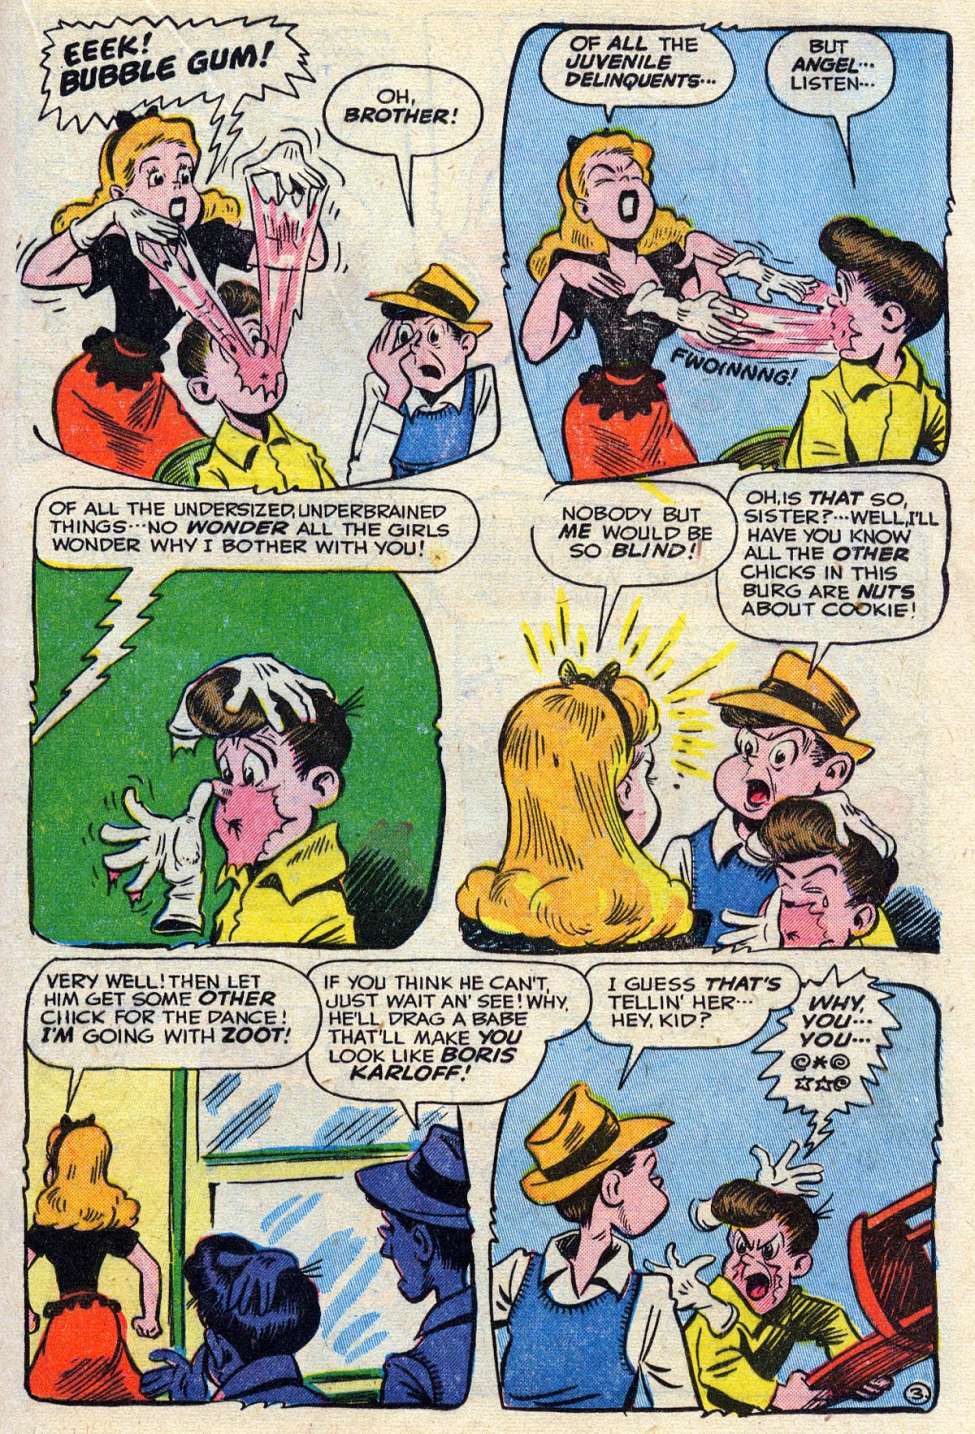 EEEK!
BUBBLE GUM!
OH,
BROTHER!
OF ALL THE
JUVENILE
DELINQUENTS...
BUT
ANGEL...
LISTEN...
FWOINNNG!
OF ALL THE UNDERSIZED, UNDERBRAINED
THINGS...NO WONDER ALL THE GIRLS
WONDER WHY I BOTHER WITH YOU!
NOBODY BUT
ME WOULD BE
SO BLIND!
OH, IS THAT SO,
SISTER?...WELL, I'LL
HAVE YOU KNOW
ALL THE OTHER
CHICKS IN THIS
BURG ARE NUTS
ABOUT COOKIE!
VERY WELL! THEN LET
HIM GET SOME OTHER
CHICK FOR THE DANCE!
I'M GOING WITH ZOOT!
IF YOU THINK HE CAN'T,
JUST WAIT AN' SEE! WHY,
HE'LL DRAG A BABE
THAT'LL MAKE YOU
LOOK LIKE BORIS
KARLOFF!
I GUESS THAT'S
TELLIN' HER...
HEY, KID?
WHY,
YOU...
YOU...
©*@
☆☆@
3.